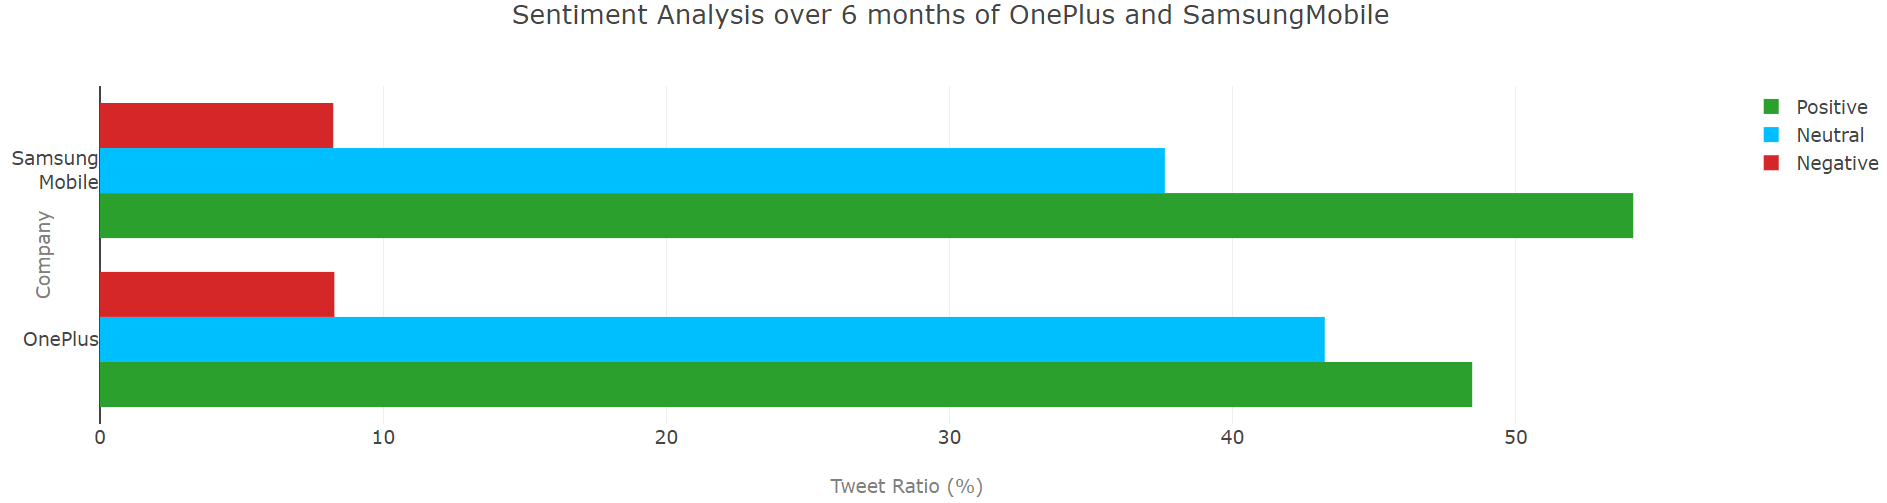 Sentiment Analysis over 6 months of OnePlus and SamsungMobile
Positive
Neutral
Negative
Samsung
Mobile
Company
OnePlus
0 10 20 30 40 50
Tweet Ratio (%)